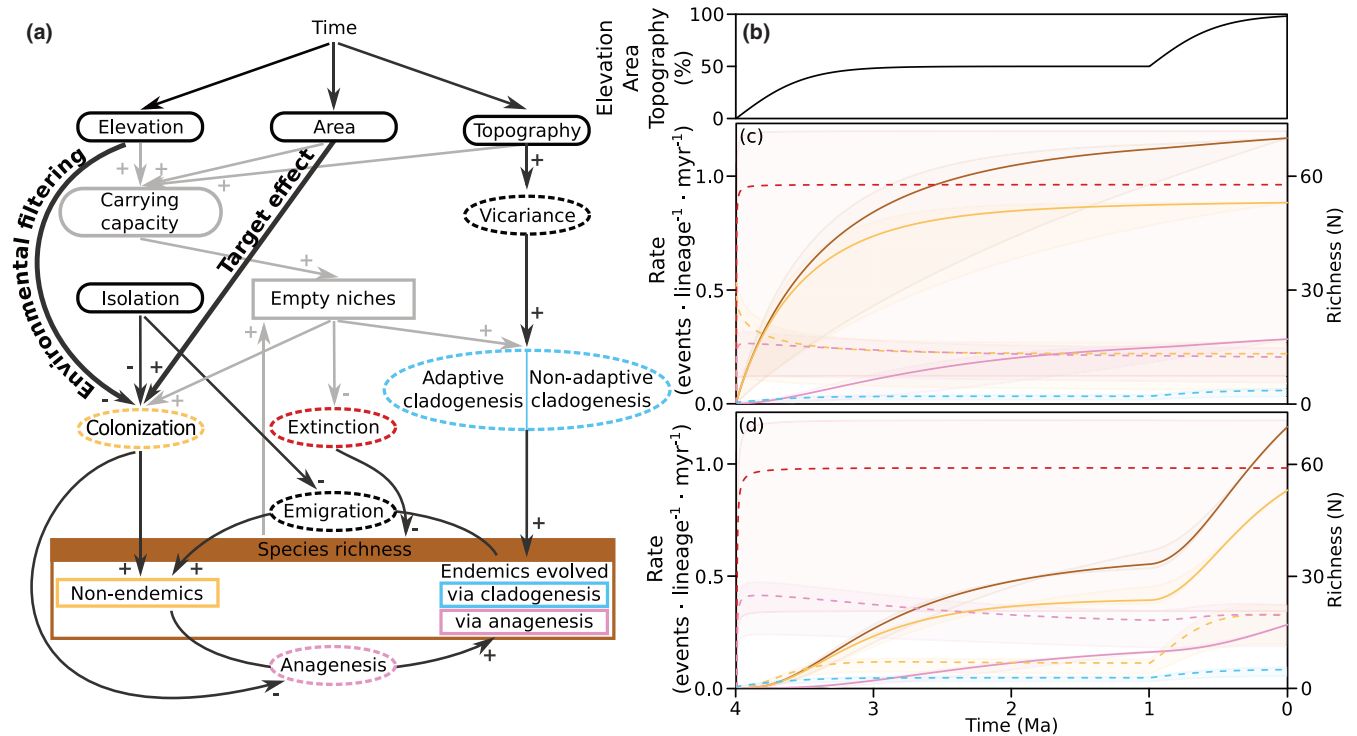 (a)
Time
Elevation
Area
Topography
+
+
+
+
Carrying
capacity
Vicariance
Environmental filtering
Target effect
+
Isolation
Empty niches
+
+
+
-
+
-
+
-
Adaptive
cladogenesis
Non-adaptive
cladogenesis
Colonization
Extinction
-
Emigration
-
+
Species richness
+
+
Endemics evolved
Non-endemics
via cladogenesis
via anagenesis
+
Anagenesis
-
(b)
Elevation
Area
Topography
(%)
100
50
0
(c)
Rate
(events · lineage⁻¹ · myr⁻¹)
1.0
0.5
0.0
60
30
0
Richness (N)
(d)
Rate
(events · lineage⁻¹ · myr⁻¹)
1.0
0.5
0.0
60
30
0
Richness (N)
4
3
2
1
0
Time (Ma)